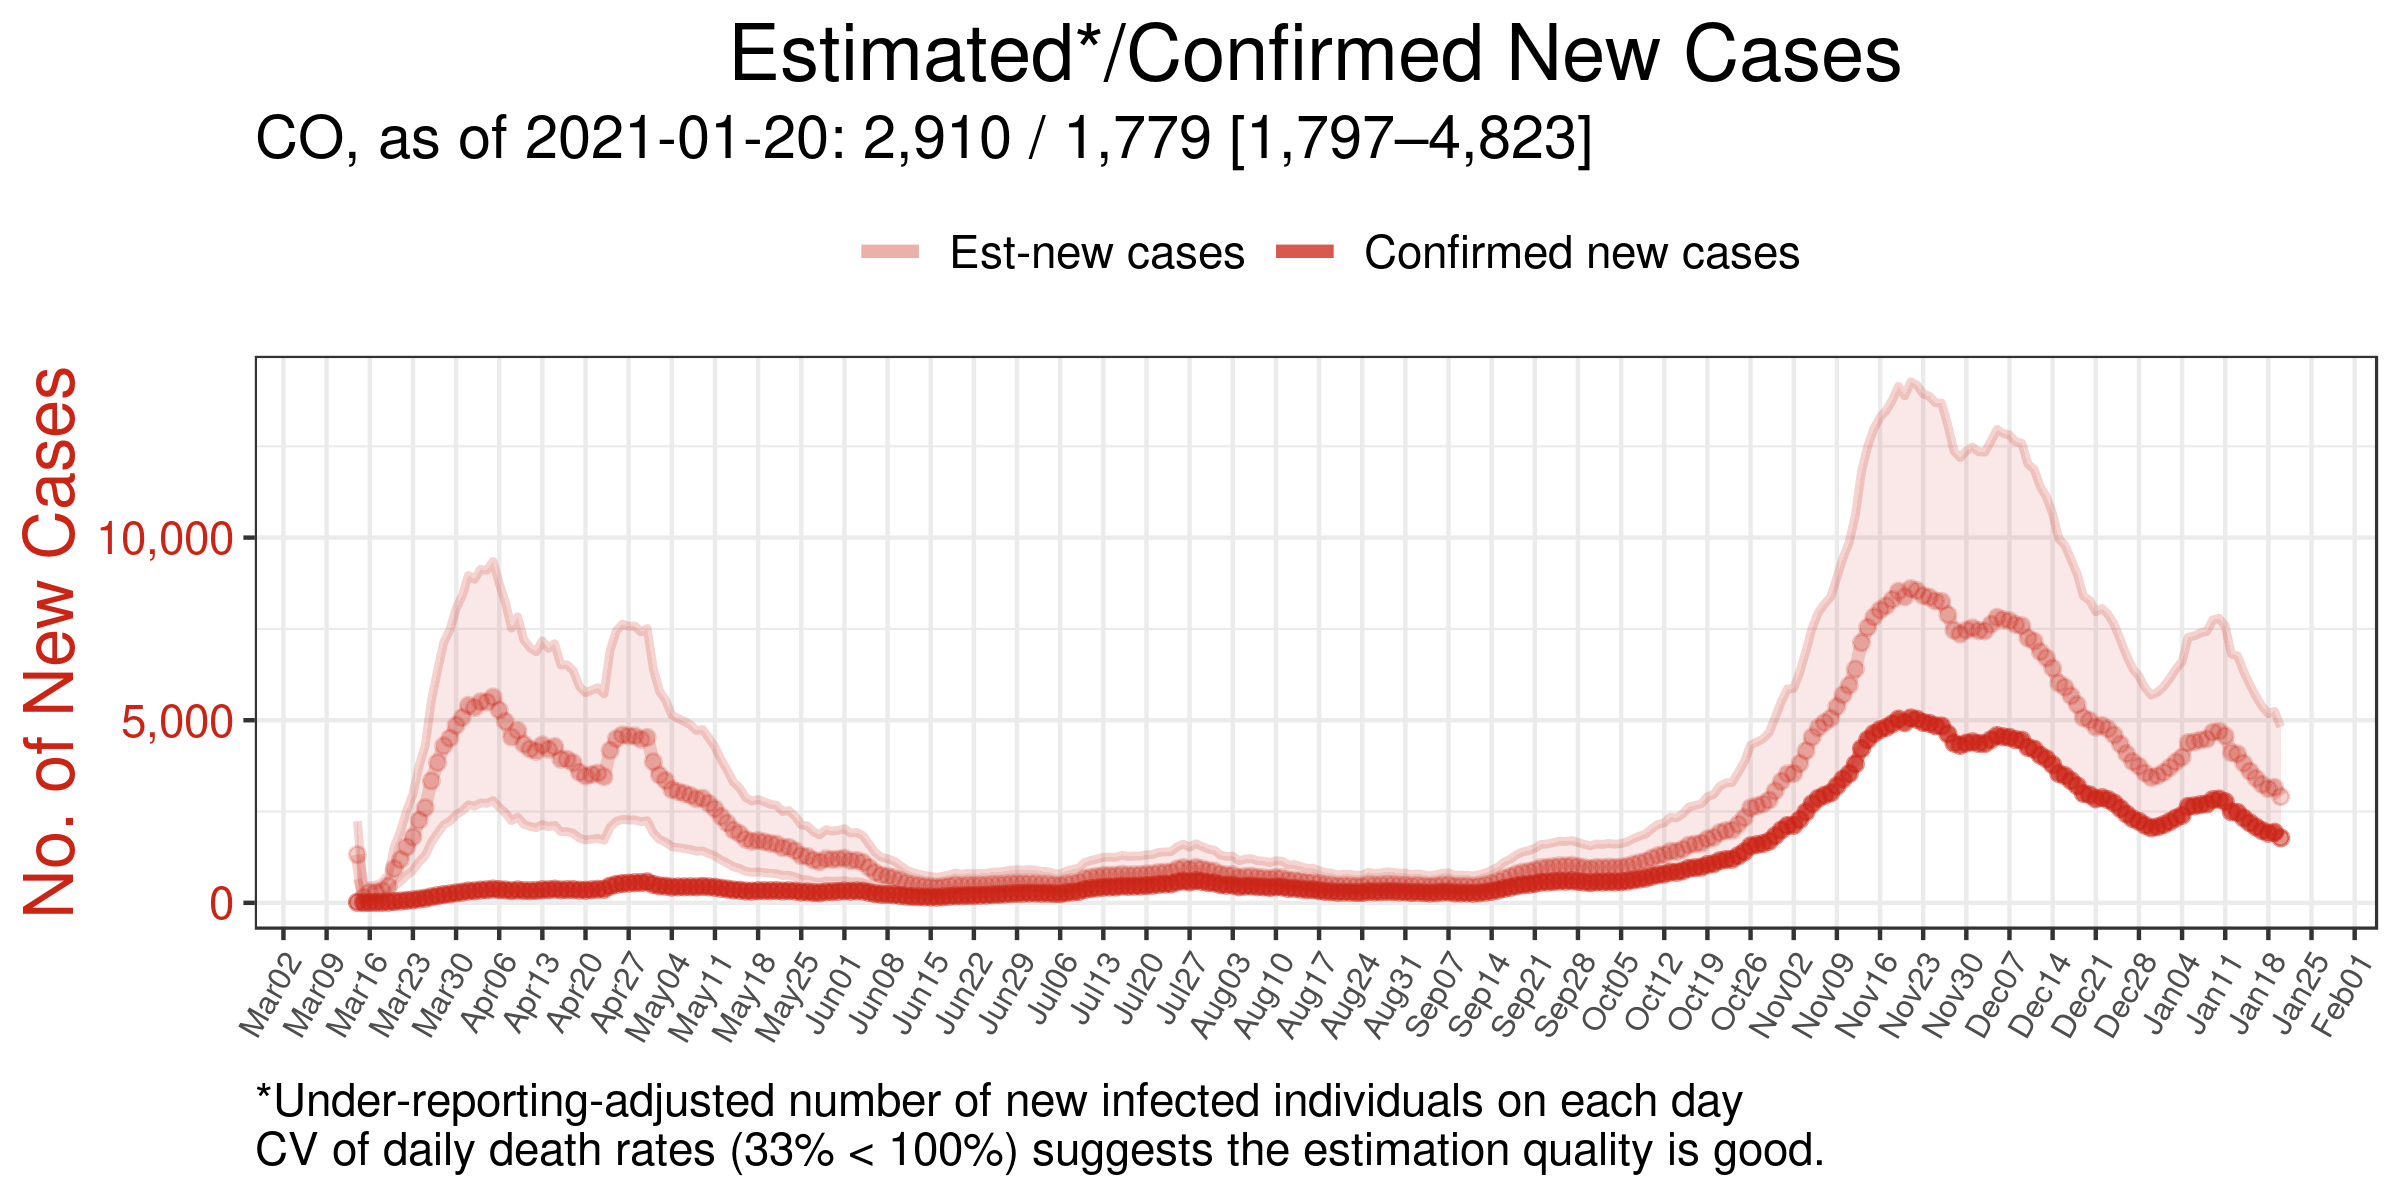 Estimated*/Confirmed New Cases
CO, as of 2021-01-20: 2,910 / 1,779 [1,797–4,823]
Est-new cases
Confirmed new cases
No. of New Cases
10,000
5,000
0
Mar02
Mar09
Mar16
Mar23
Mar30
Apr06
Apr13
Apr20
Apr27
May04
May11
May18
May25
Jun01
Jun08
Jun15
Jun22
Jun29
Jul06
Jul13
Jul20
Jul27
Aug03
Aug10
Aug17
Aug24
Aug31
Sep07
Sep14
Sep21
Sep28
Oct05
Oct12
Oct19
Oct26
Nov02
Nov09
Nov16
Nov23
Nov30
Dec07
Dec14
Dec21
Dec28
Jan04
Jan11
Jan18
Jan25
Feb01
*Under-reporting-adjusted number of new infected individuals on each day
CV of daily death rates (33% < 100%) suggests the estimation quality is good.